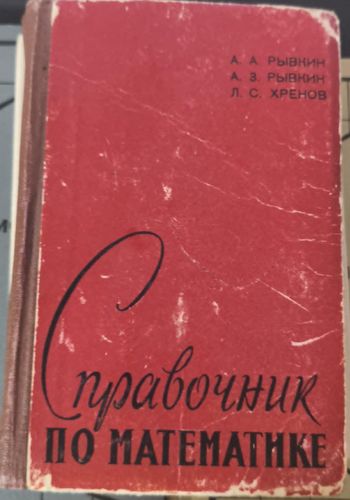 А. А. РЫВКИН
А. З. РЫВКИН
Л. С. ХРЕНОВ
Справочник
ПО МАТЕМАТИКЕ